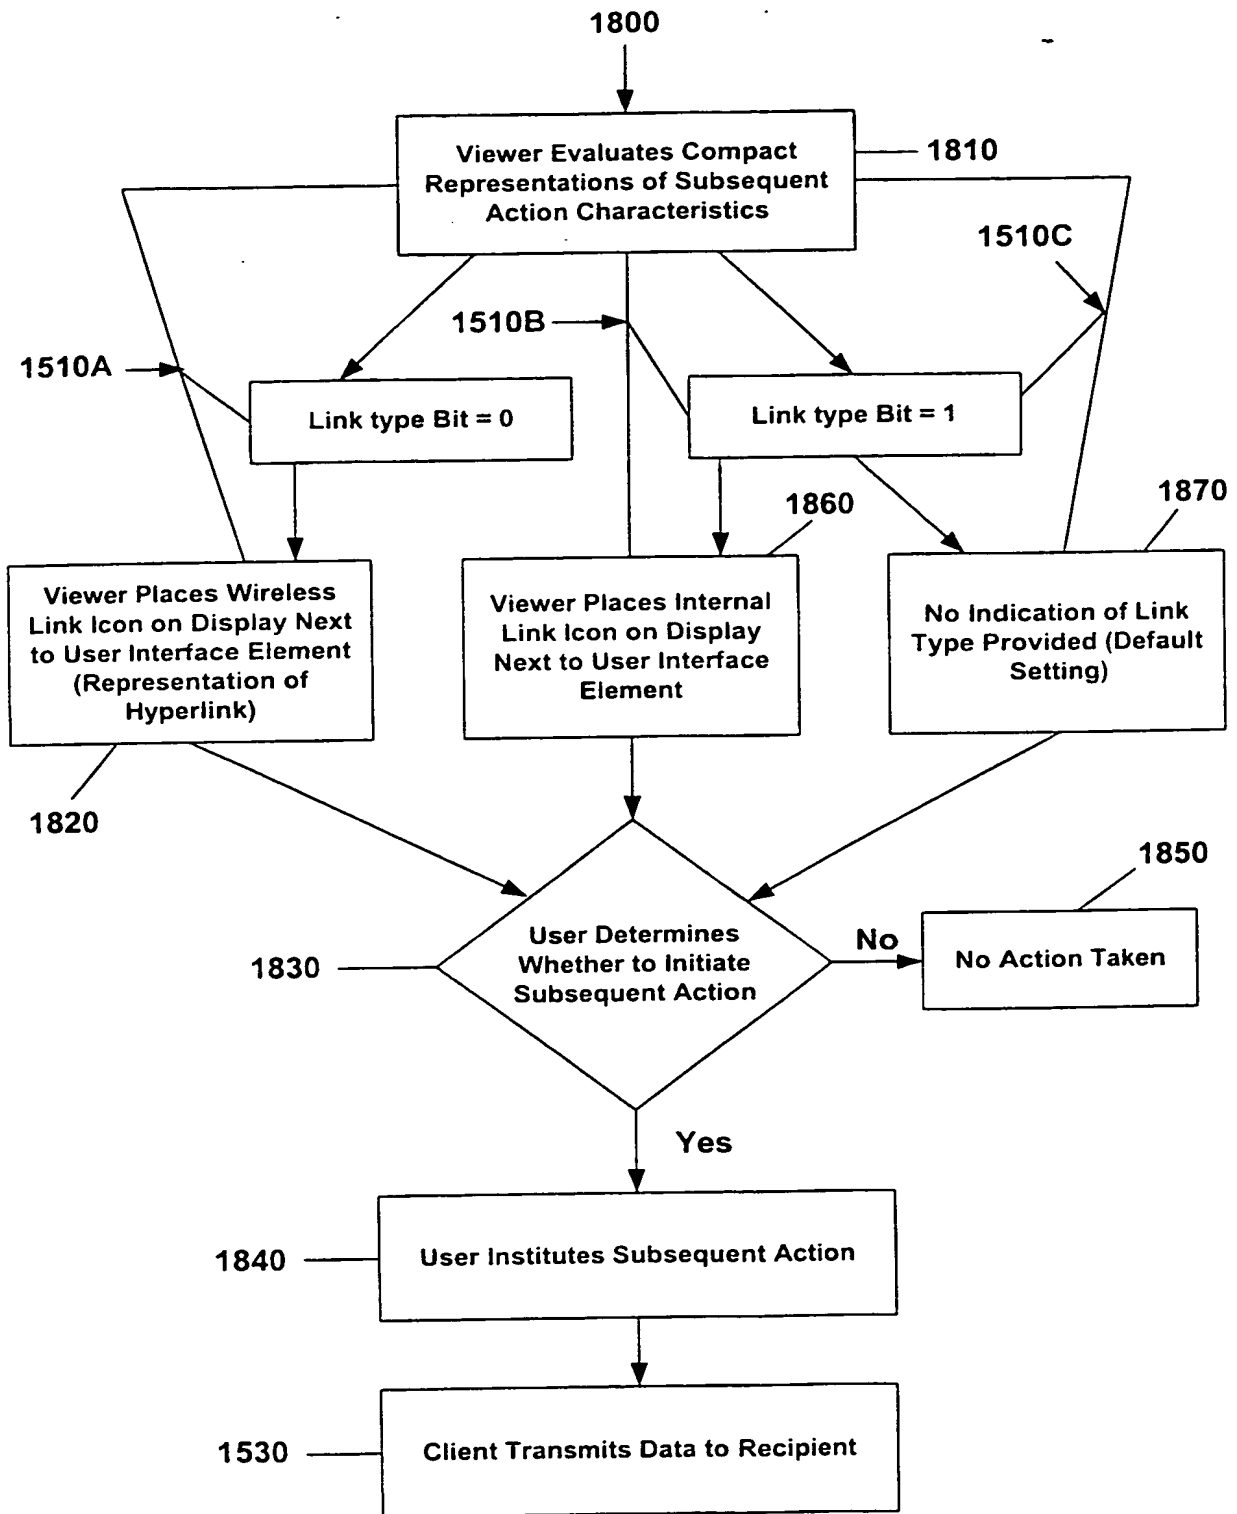 1800
Viewer Evaluates Compact
Representations of Subsequent
Action Characteristics
1810
1510C
1510B
1510A
Link type Bit = 0
Link type Bit = 1
1860
1870
Viewer Places Wireless
Link Icon on Display Next
to User Interface Element
(Representation of
Hyperlink)
Viewer Places Internal
Link Icon on Display
Next to User Interface
Element
No Indication of Link
Type Provided (Default
Setting)
1820
1850
User Determines
Whether to Initiate
Subsequent Action
1830
No
No Action Taken
Yes
1840
User Institutes Subsequent Action
1530
Client Transmits Data to Recipient